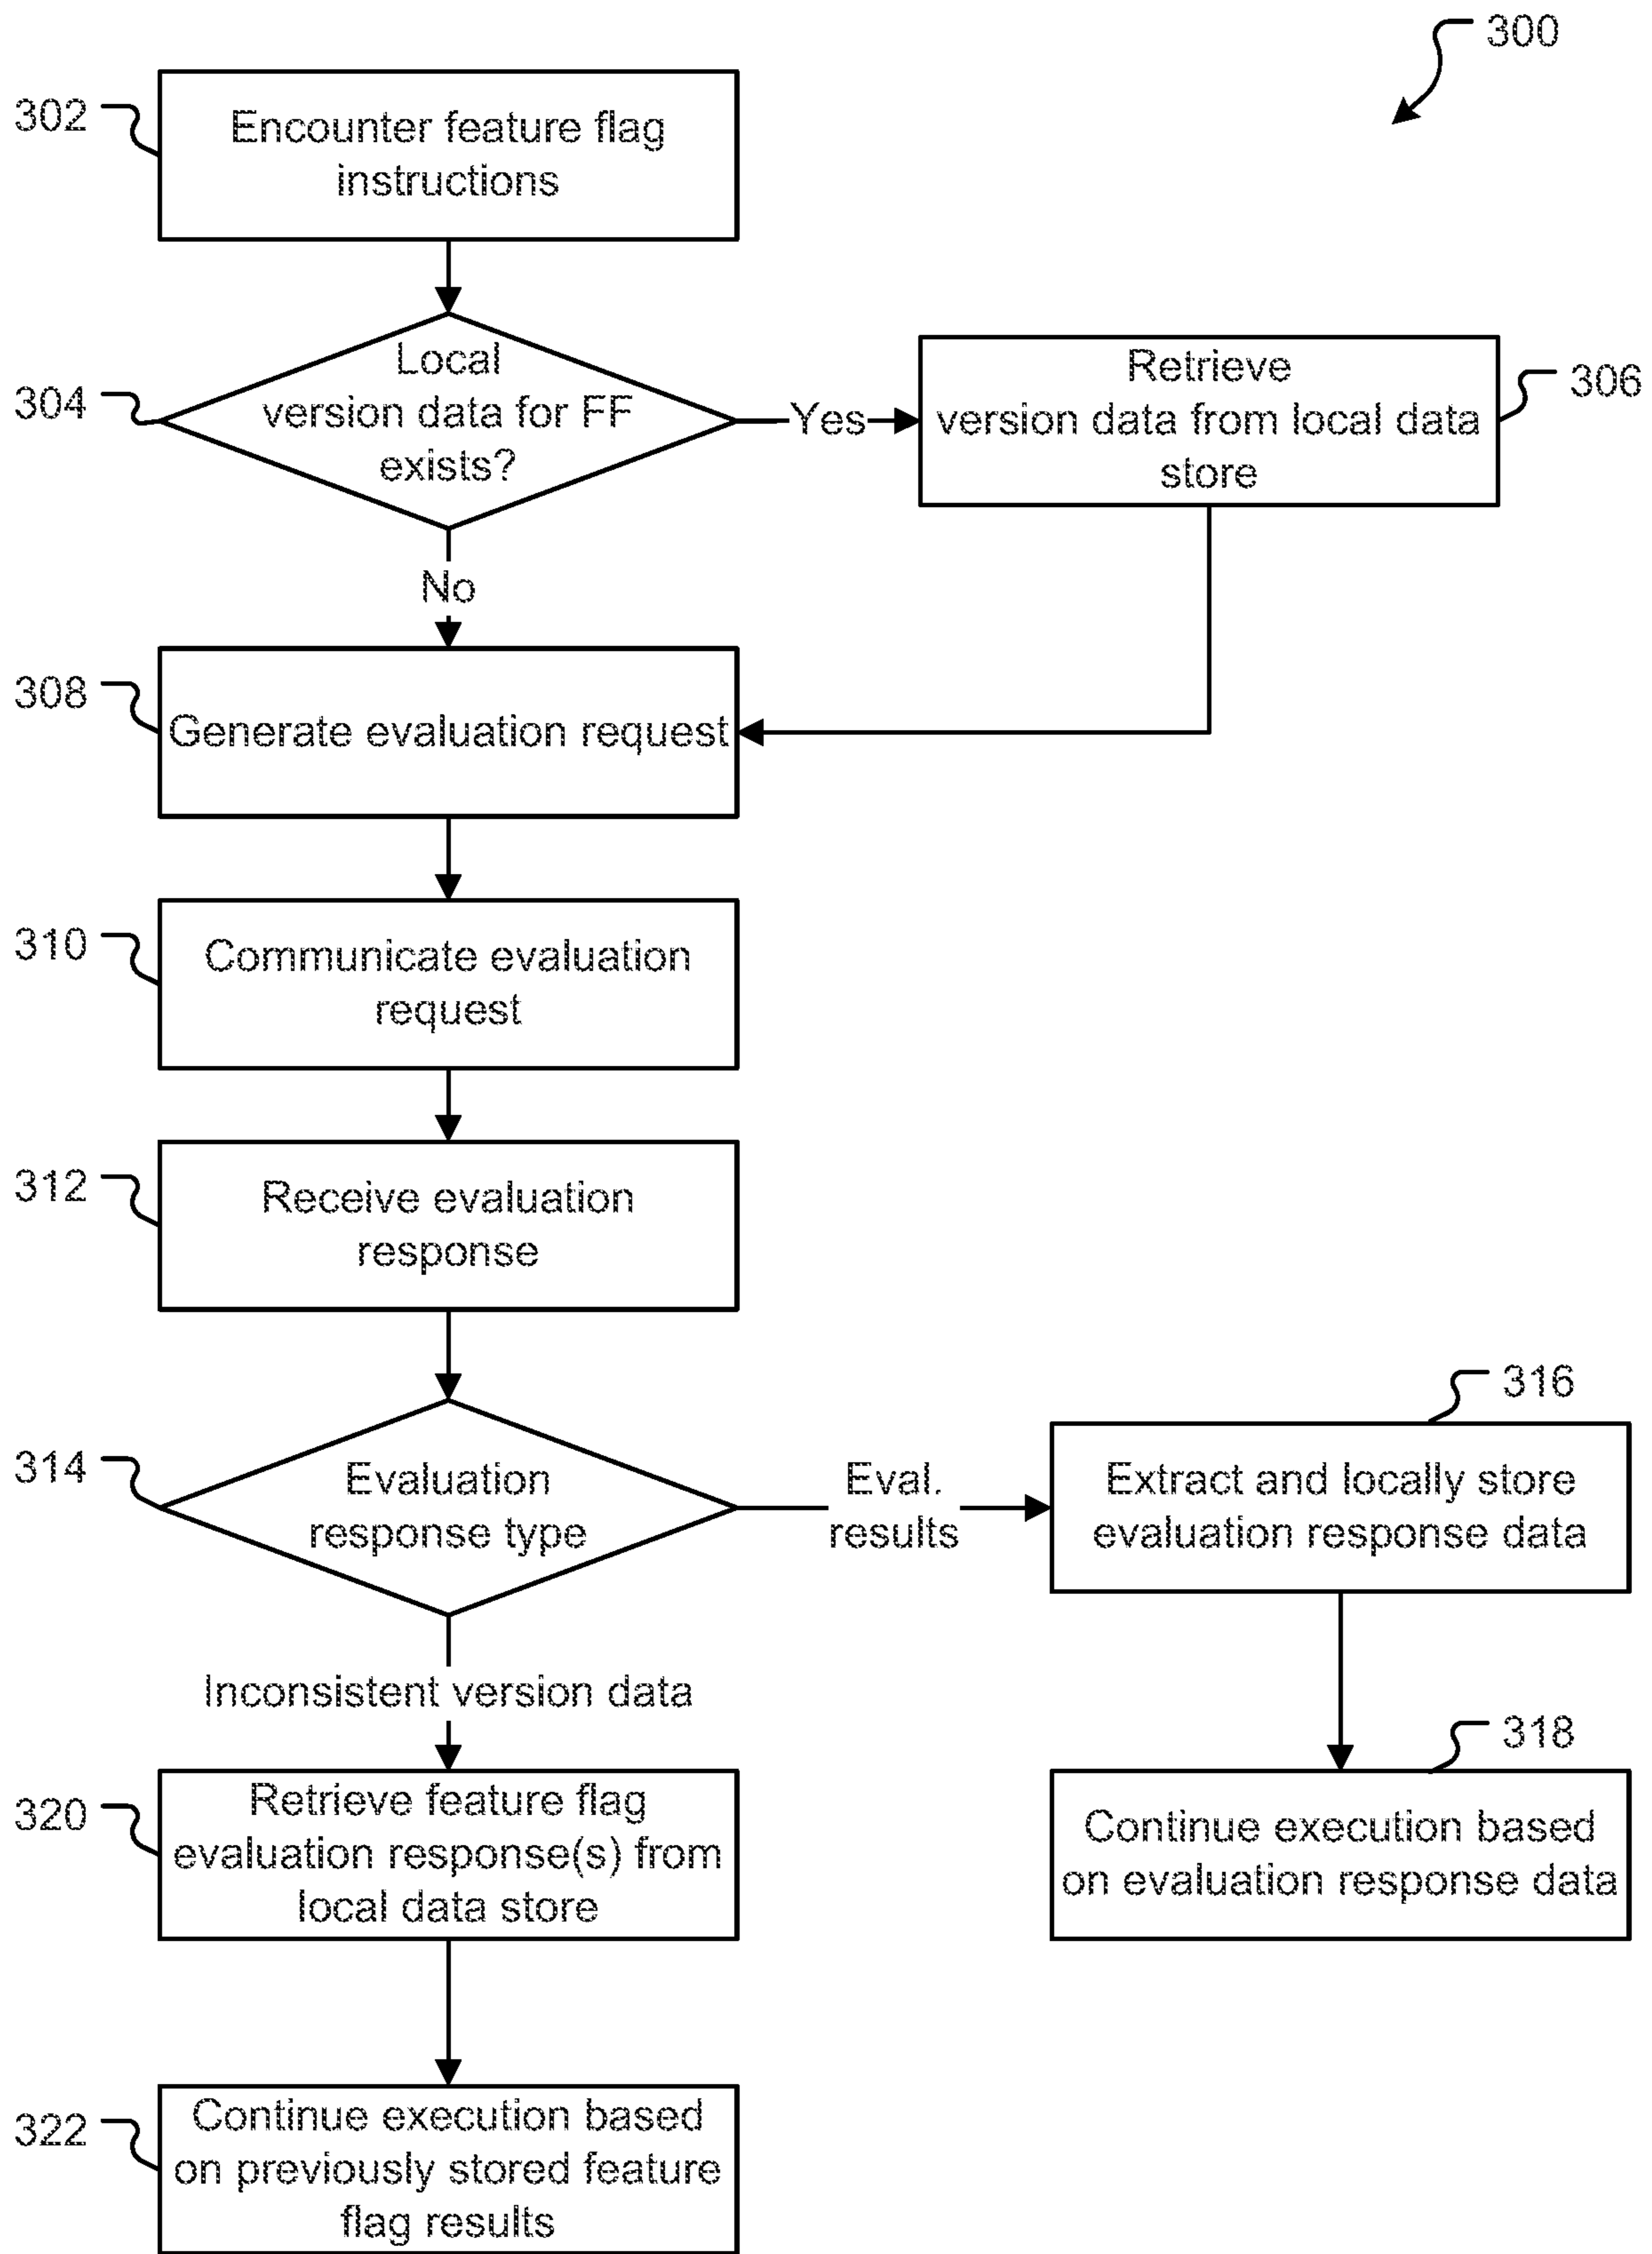 300
302
Encounter feature flag
instructions
304
Local
version data for FF
exists?
Yes
Retrieve
version data from local data
store
306
No
308
Generate evaluation request
310
Communicate evaluation
request
312
Receive evaluation
response
314
Evaluation
response type
Eval.
results
316
Extract and locally store
evaluation response data
Inconsistent version data
318
Continue execution based
on evaluation response data
320
Retrieve feature flag
evaluation response(s) from
local data store
322
Continue execution based
on previously stored feature
flag results